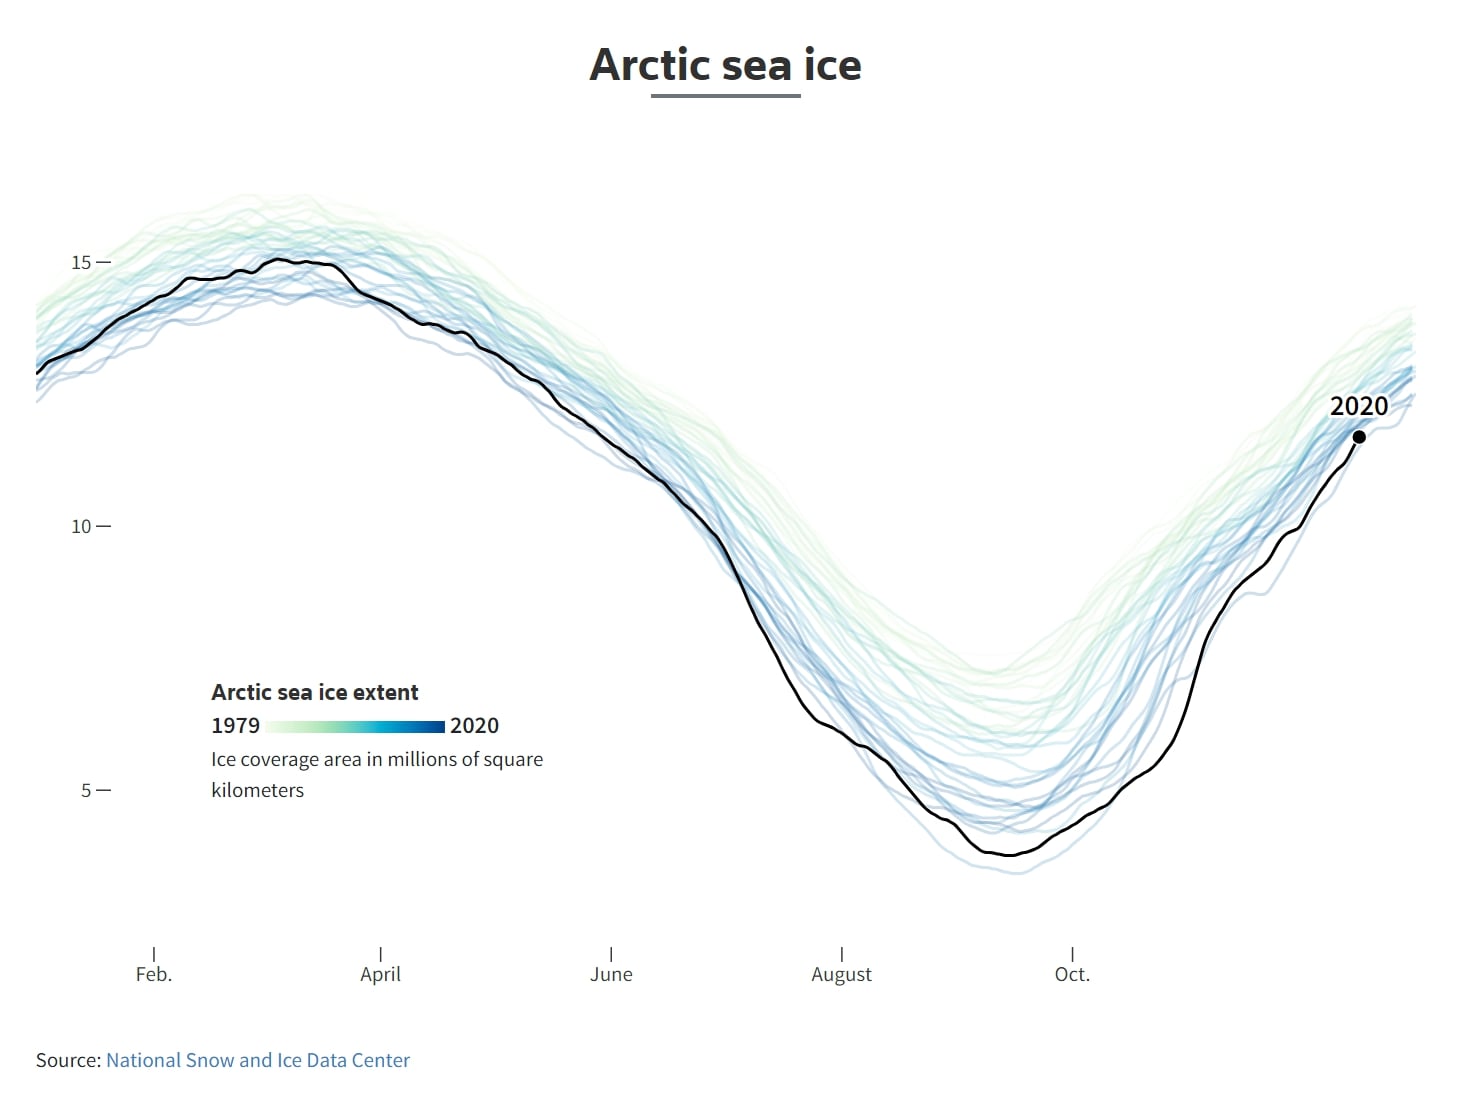 Arctic sea ice
15
2020
10
Arctic sea ice extent
1979 2020
Ice coverage area in millions of square
kilometers
5
Feb. April June August Oct.
Source: National Snow and Ice Data Center